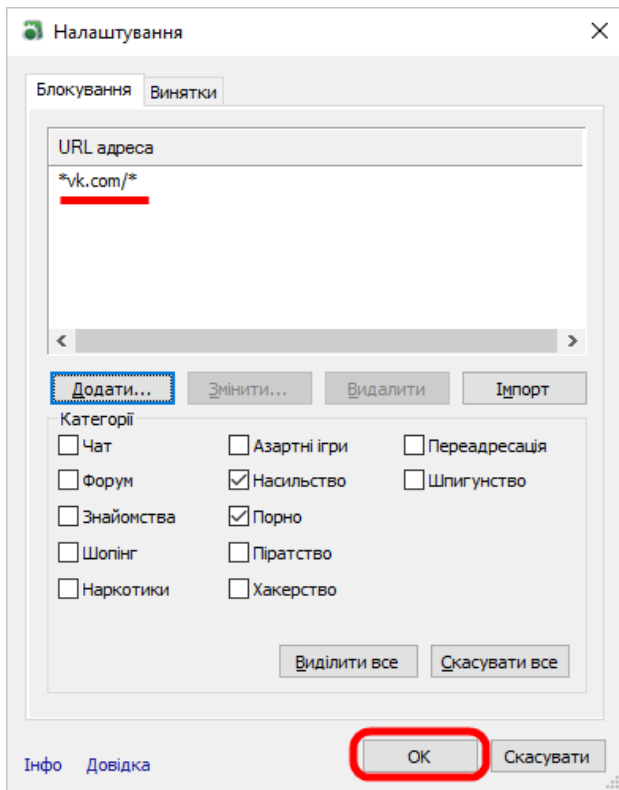 Налаштування
Блокування Винятки
URL адреса
*vk.com/*
Додати... Змінити... Видалити Імпорт
Категорії
Чат Азартні ігри Переадресація
Форум Насильство Шпигунство
Знайомства Порно
Шопінг Піратство
Наркотики Хакерство
Виділити все Скасувати все
Інфо Довідка ОК Скасувати